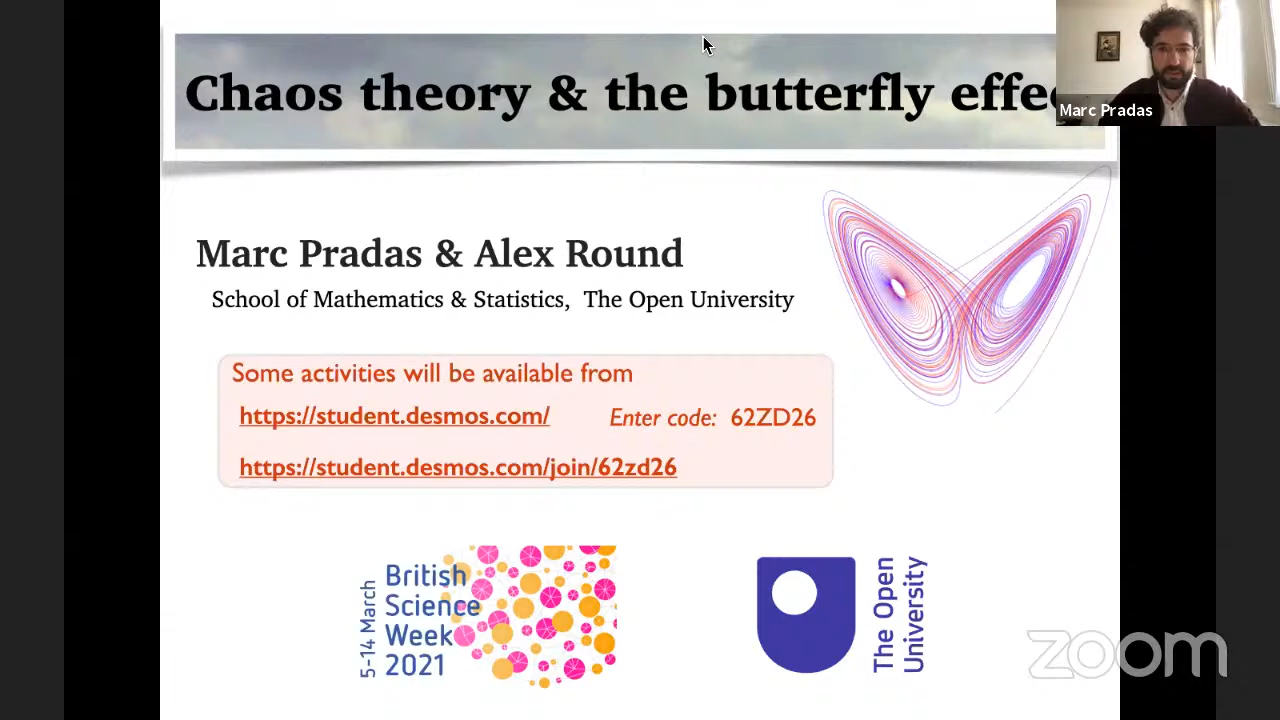 Chaos theory & the butterfly effe
Marc Pradas
Marc Pradas & Alex Round
School of Mathematics & Statistics, The Open University
Some activities will be available from
https://student.desmos.com/ Enter code: 62ZD26
https://student.desmos.com/join/62zd26
5-14 March
British
Science
Week
2021
The Open
University
zoom